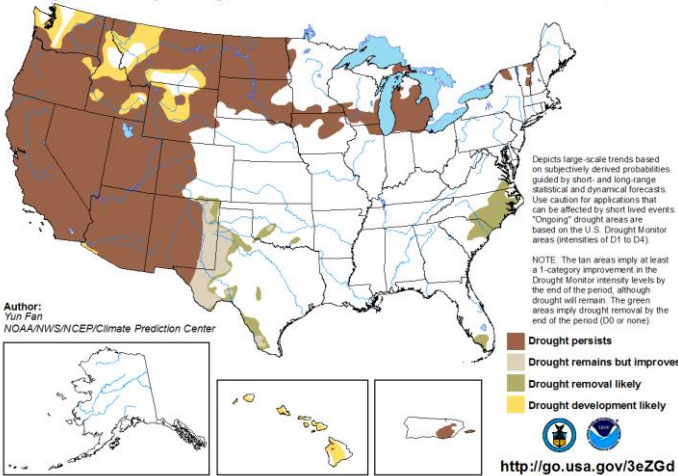 Depicts large-scale trends based
on subjectively derived probabilities
guided by short- and long-range
statistical and dynamical forecasts.
Use caution for applications that
can be affected by short lived events.
"Ongoing" drought areas are
based on the U.S. Drought Monitor
areas (intensities of D1 to D4).
NOTE: The tan areas imply at least
a 1-category improvement in the
Drought Monitor intensity levels by
the end of the period, although
drought will remain. The green
areas imply drought removal by the
end of the period (D0 or none).
Author:
Yun Fan
NOAA/NWS/NCEP/Climate Prediction Center
Drought persists
Drought remains but improves
Drought removal likely
Drought development likely
http://go.usa.gov/3eZGd